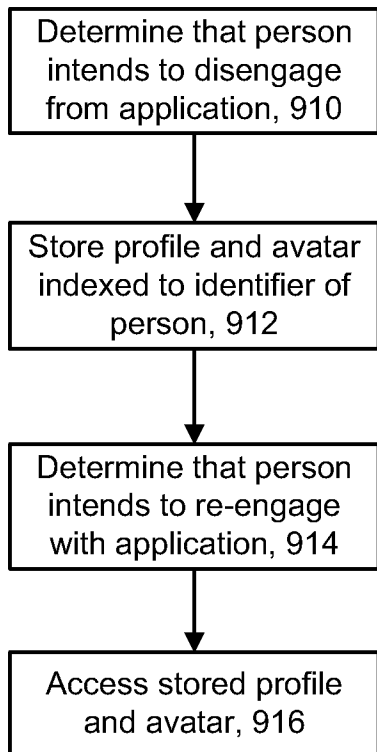 Determine that person
intends to disengage
from application, 910
Store profile and avatar
indexed to identifier of
person, 912
Determine that person
intends to re-engage
with application, 914
Access stored profile
and avatar, 916